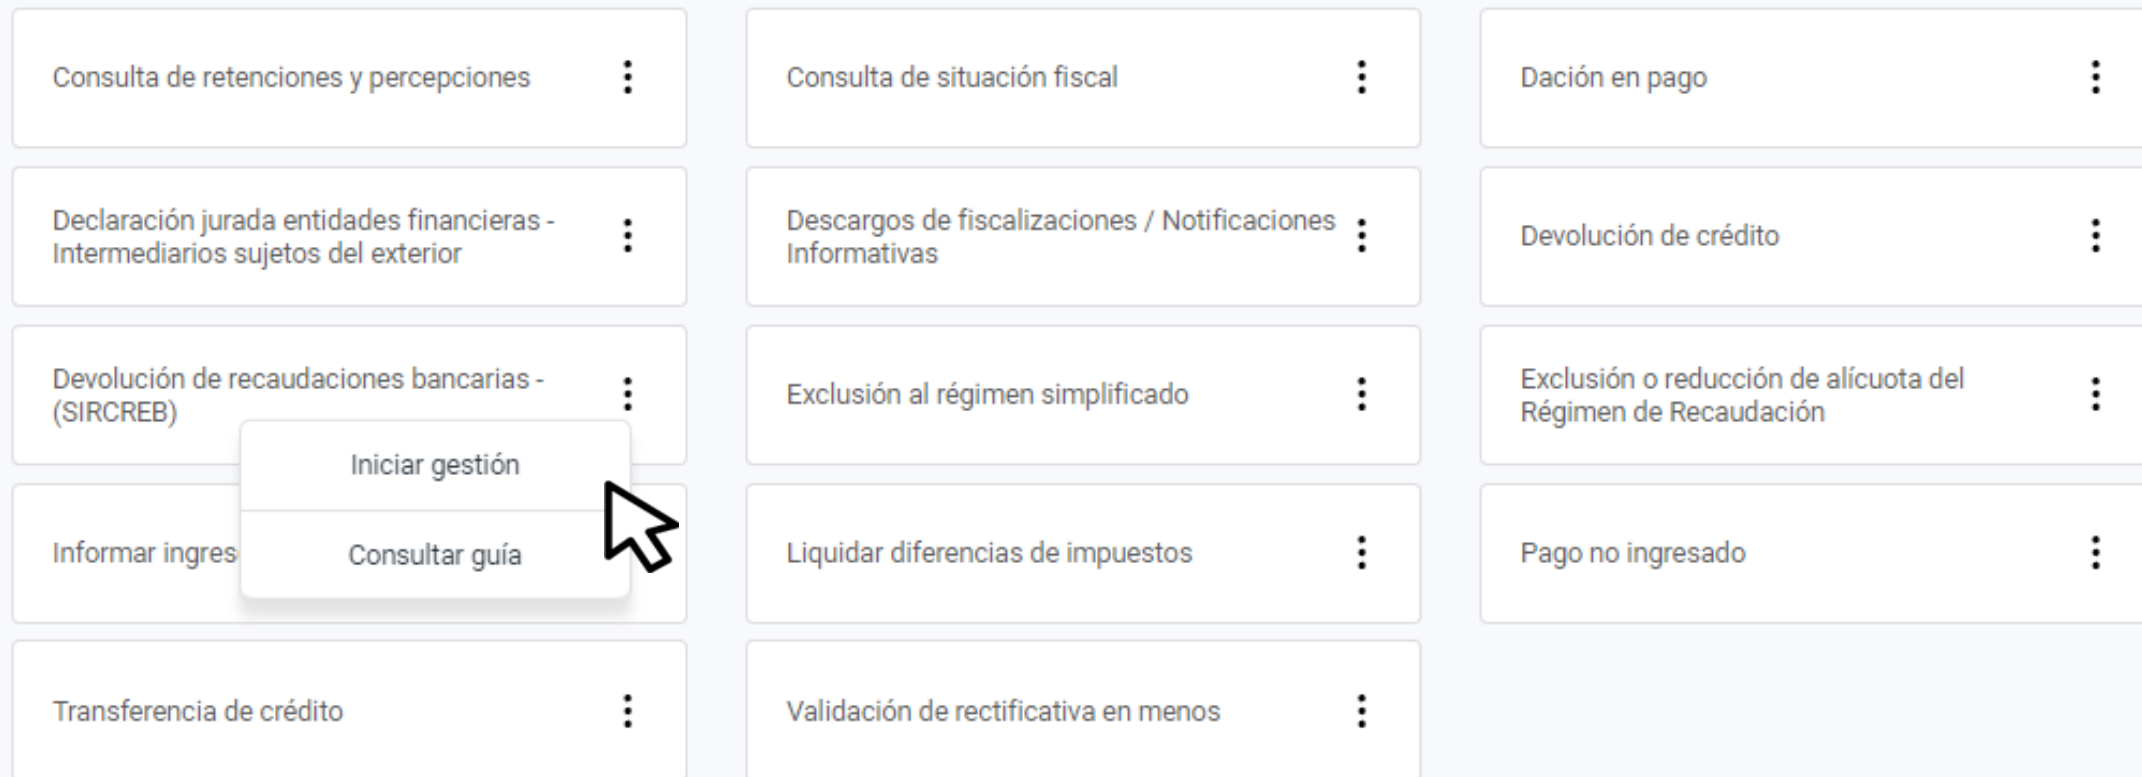 Consulta de retenciones y percepciones
Consulta de situación fiscal
Dación en pago
Declaración jurada entidades financieras -
Intermediarios sujetos del exterior
Descargos de fiscalizaciones / Notificaciones
Informativas
Devolución de crédito
Devolución de recaudaciones bancarias -
(SIRCREB)
Exclusión al régimen simplificado
Exclusión o reducción de alícuota del
Régimen de Recaudación
Iniciar gestión
Consultar guía
Informar
Liquidar diferencias de impuestos
Pago no ingresado
Transferencia de crédito
Validación de rectificativa en menos